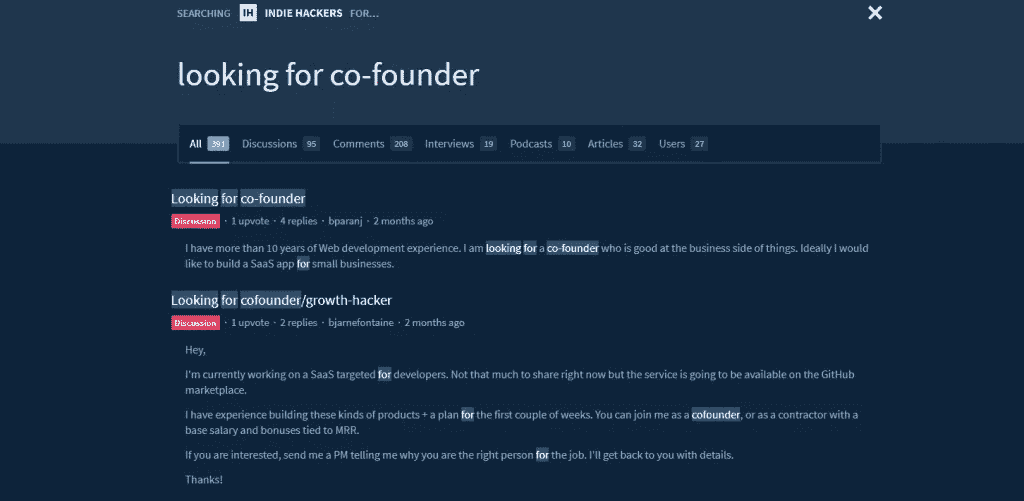 SEARCHING IH INDIE HACKERS FOR...
looking for co-founder
All 391 Discussions 95 Comments 208 Interviews 19 Podcasts 10 Articles 32 Users 27
Looking for co-founder
Discussion · 1 upvote · 4 replies · bparanj · 2 months ago
I have more than 10 years of Web development experience. I am looking for a co-founder who is good at the business side of things. Ideally I would
like to build a SaaS app for small businesses.
Looking for cofounder/growth-hacker
Discussion · 1 upvote · 2 replies · bjarnefontaine · 2 months ago
Hey,
I'm currently working on a SaaS targeted for developers. Not that much to share right now but the service is going to be available on the GitHub
marketplace.
I have experience building these kinds of products + a plan for the first couple of weeks. You can join me as a cofounder, or as a contractor with a
base salary and bonuses tied to MRR.
If you are interested, send me a PM telling me why you are the right person for the job. I'll get back to you with details.
Thanks!